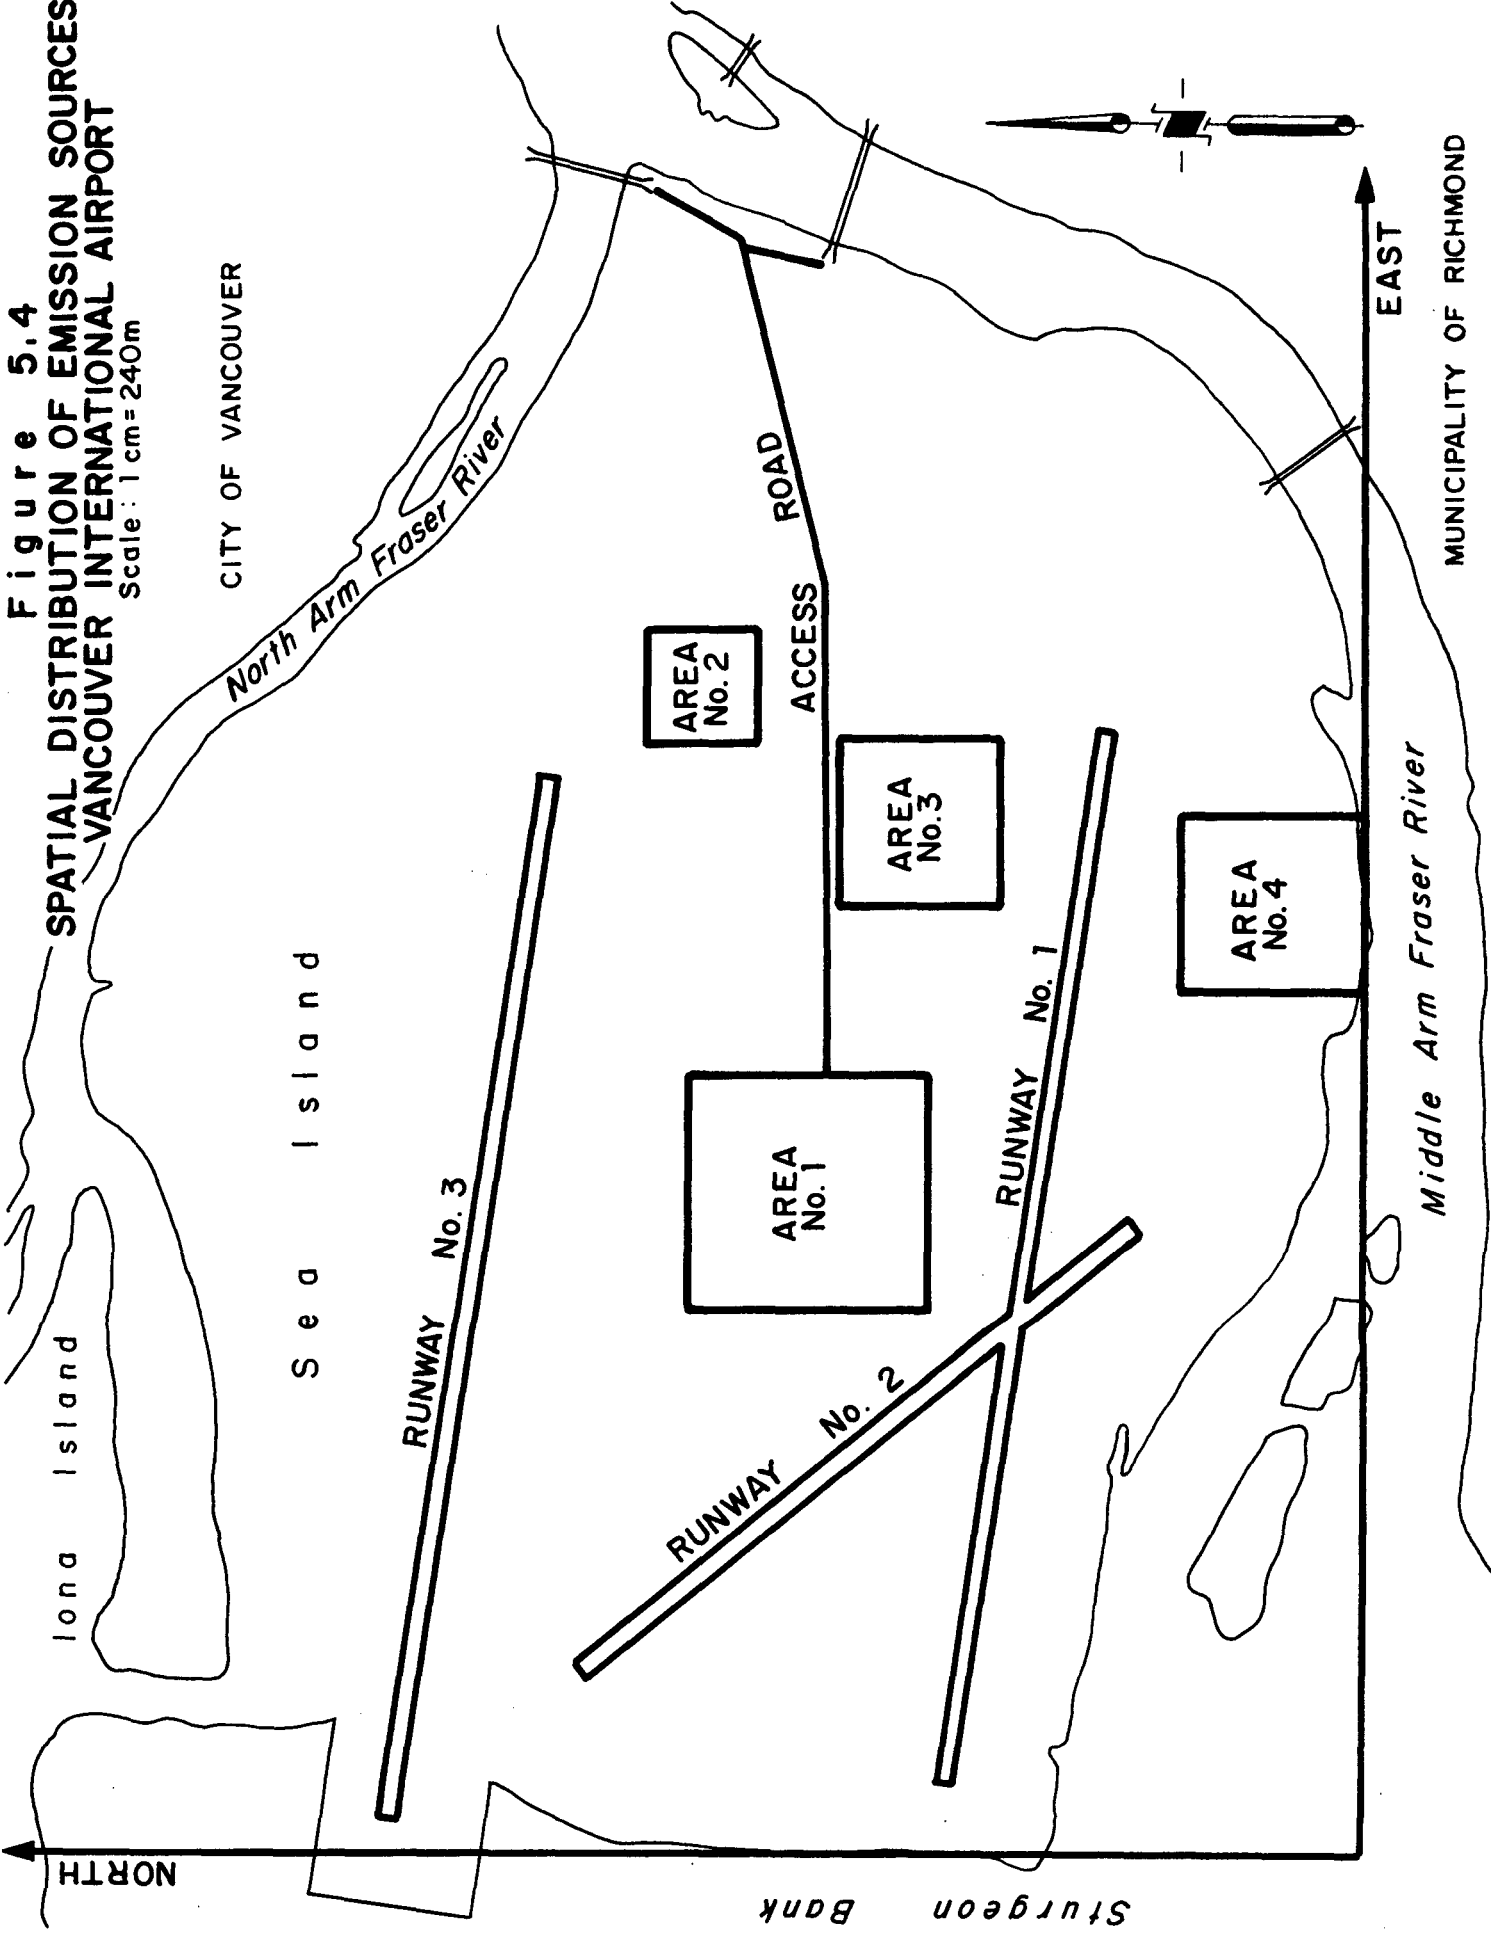 Figure 5.4
SPATIAL DISTRIBUTION OF EMISSION SOURCES
VANCOUVER INTERNATIONAL AIRPORT
Scale: 1 cm = 240m
CITY OF VANCOUVER
North Arm Fraser River
Iona Island
Sea Island
RUNWAY No. 3
RUNWAY No. 2
RUNWAY No. 1
AREA
No. 1
AREA
No. 2
AREA
No. 3
AREA
No. 4
ACCESS ROAD
NORTH
EAST
Sturgeon Bank
Middle Arm Fraser River
MUNICIPALITY OF RICHMOND